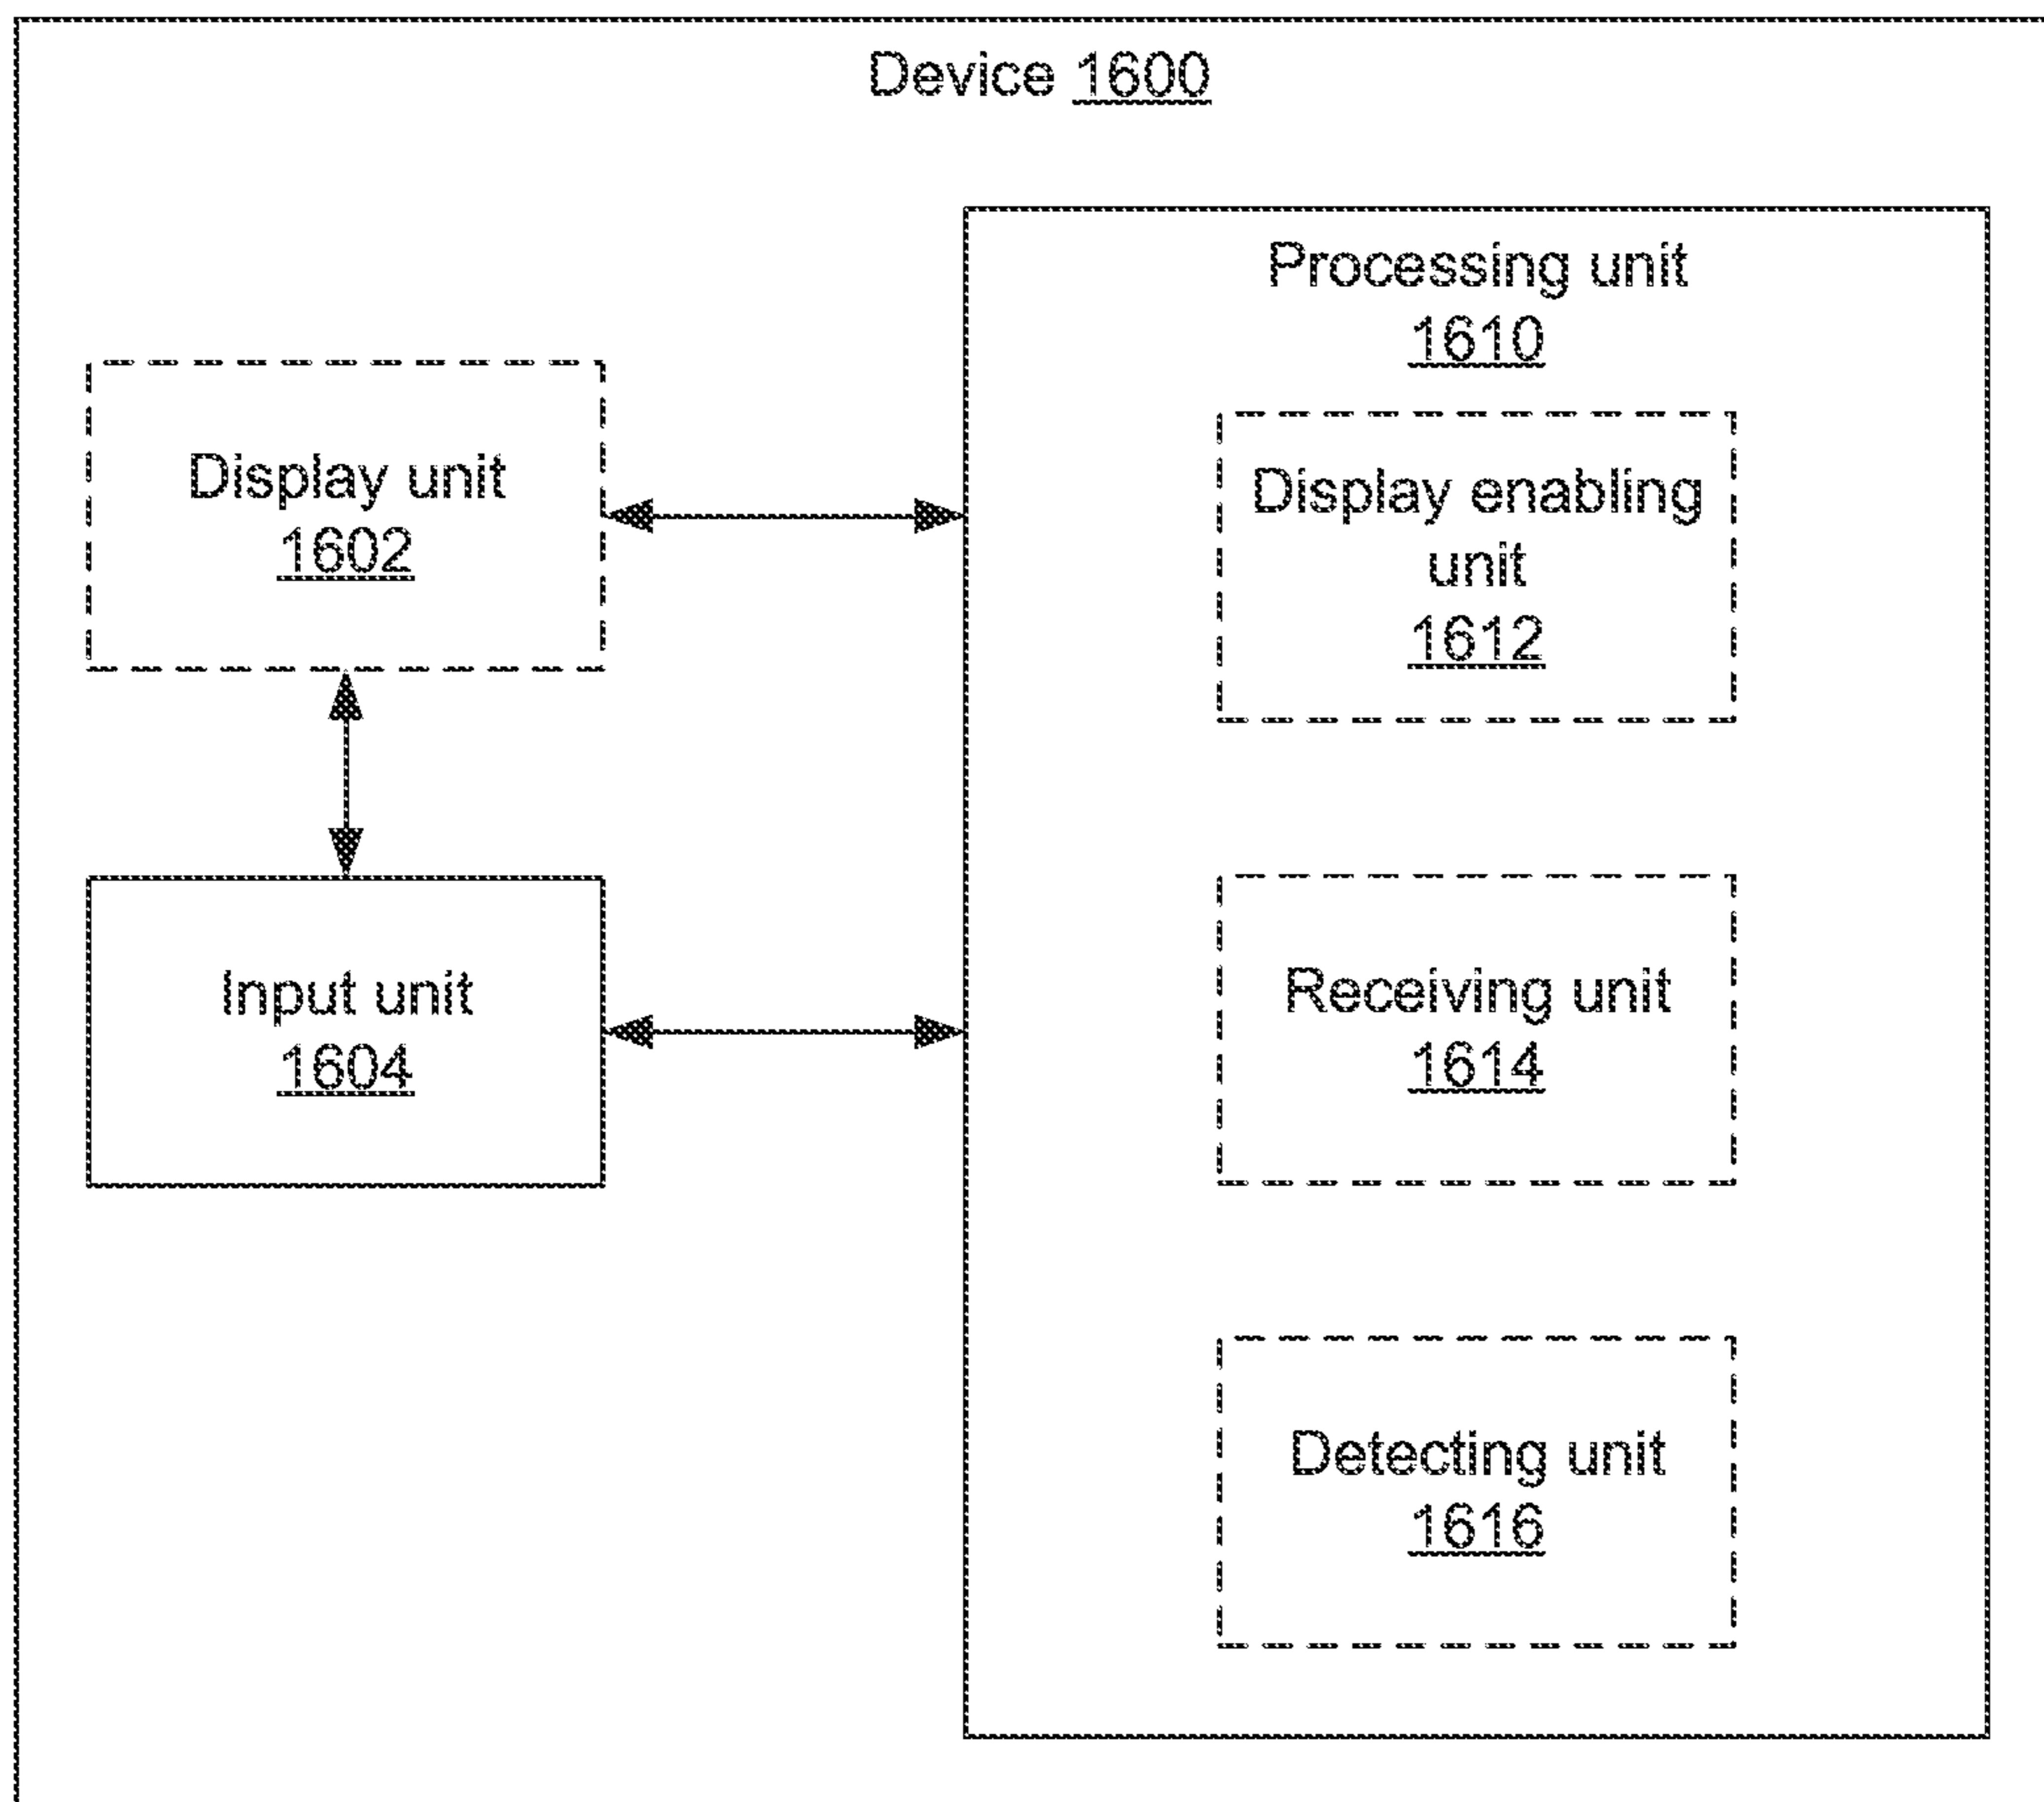 Device 1600
Processing unit
1610
Display unit
1602
Display enabling
unit
1612
Input unit
1604
Receiving unit
1614
Detecting unit
1616